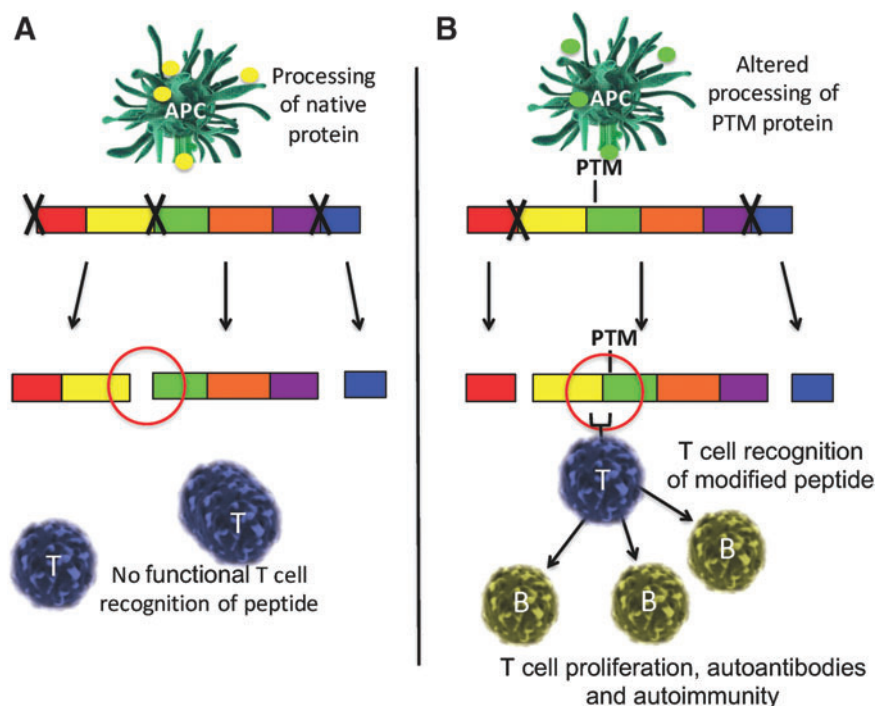 A
Processing
of native
protein
APC
T
T
No functional T cell
recognition of peptide
B
Altered
processing of
PTM protein
APC
PTM
PTM
T cell recognition
of modified peptide
T
B
B
B
T cell proliferation, autoantibodies
and autoimmunity